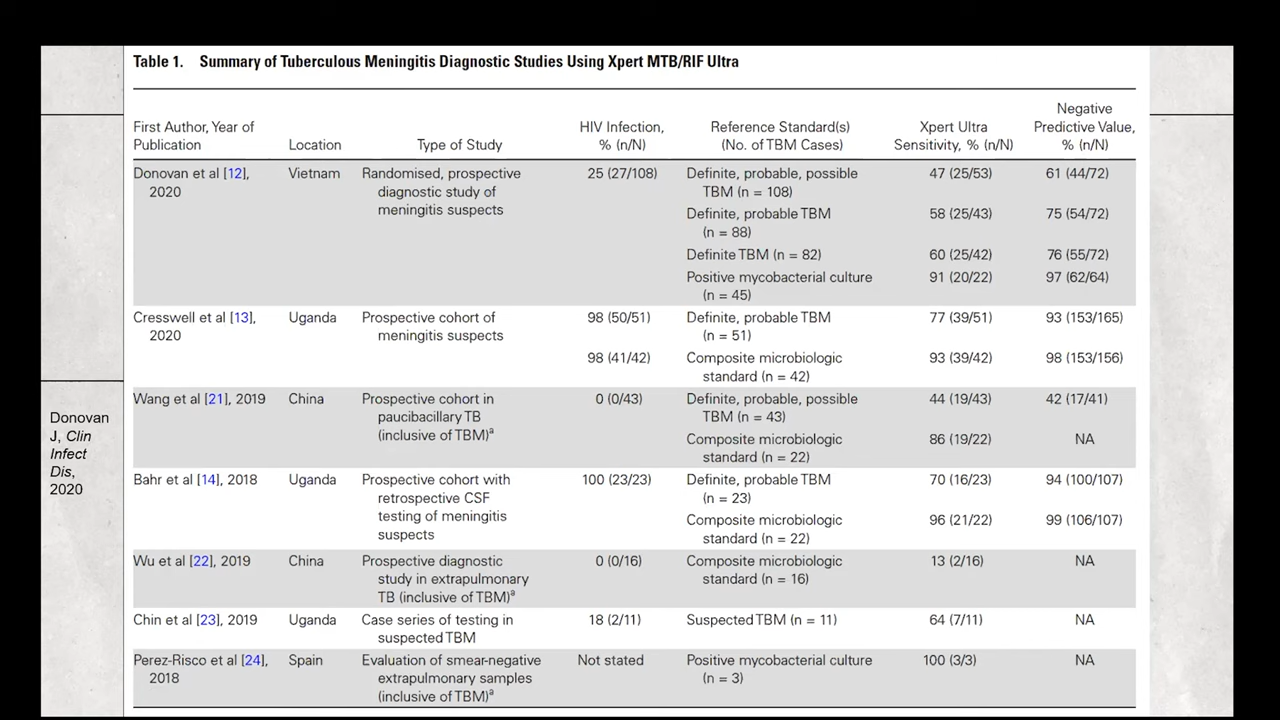 Table 1. Summary of Tuberculous Meningitis Diagnostic Studies Using Xpert MTB/RIF Ultra
First Author, Year of Publication
Location
Type of Study
HIV Infection, % (n/N)
Reference Standard(s) (No. of TBM Cases)
Xpert Ultra Sensitivity, % (n/N)
Negative Predictive Value, % (n/N)
Donovan et al [12], Vietnam Randomised, prospective 25 (27/108) Definite, probable, possible 47 (25/53) 61 (44/72)
2020 diagnostic study of TBM (n = 108)
meningitis suspects Definite, probable TBM 58 (25/43) 75 (54/72)
(n = 88)
Definite TBM (n = 82) 60 (25/42) 76 (55/72)
Positive mycobacterial culture 91 (20/22) 97 (62/64)
(n = 45)
Cresswell et al [13], Uganda Prospective cohort of 98 (50/51) Definite, probable TBM 77 (39/51) 93 (153/165)
2020 meningitis suspects (n = 51)
98 (41/42) Composite microbiologic 93 (39/42) 98 (153/156)
standard (n = 42)
Wang et al [21], 2019 China Prospective cohort in 0 (0/43) Definite, probable, possible 44 (19/43) 42 (17/41)
paucibacillary TB TBM (n = 43)
(inclusive of TBM)a Composite microbiologic 86 (19/22) NA
standard (n = 22)
Bahr et al [14], 2018 Uganda Prospective cohort with 100 (23/23) Definite, probable TBM 70 (16/23) 94 (100/107)
retrospective CSF (n = 23)
testing of meningitis Composite microbiologic 96 (21/22) 99 (106/107)
suspects standard (n = 22)
Wu et al [22], 2019 China Prospective diagnostic 0 (0/16) Composite microbiologic 13 (2/16) NA
study in extrapulmonary standard (n = 16)
TB (inclusive of TBM)a
Chin et al [23], 2019 Uganda Case series of testing in 18 (2/11) Suspected TBM (n = 11) 64 (7/11) NA
suspected TBM
Perez-Risco et al [24], Spain Evaluation of smear-negative Not stated Positive mycobacterial culture 100 (3/3) NA
2018 extrapulmonary samples (n = 3)
(inclusive of TBM)a
Donovan
J, Clin
Infect
Dis,
2020